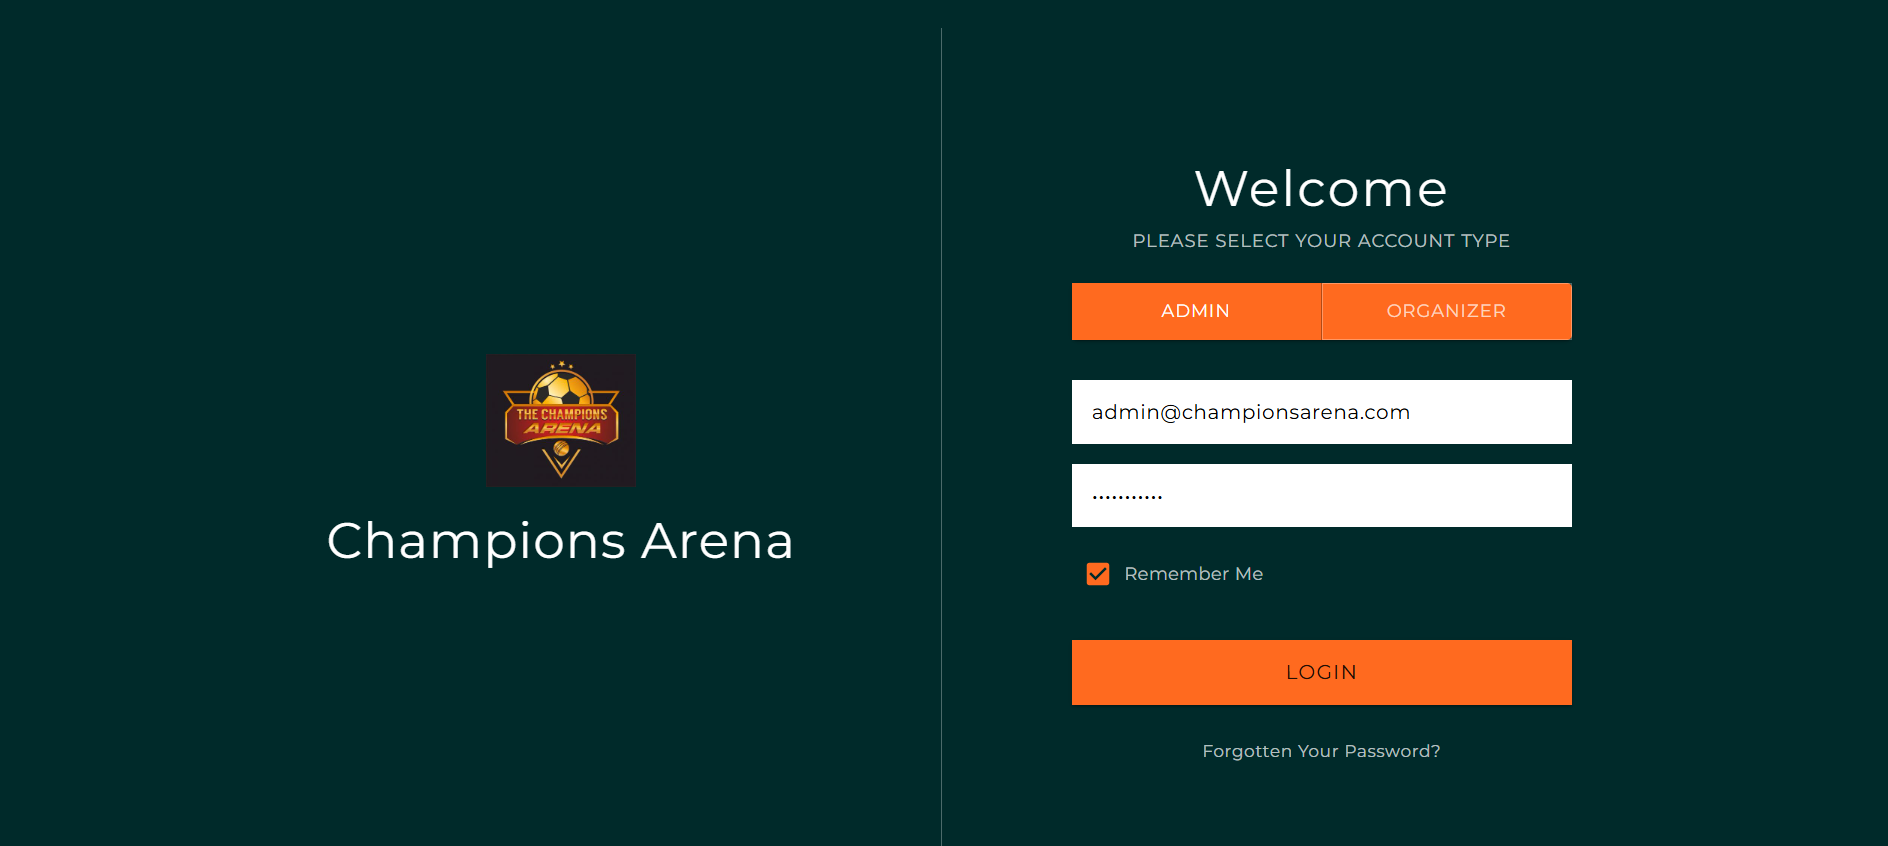 THE CHAMPIONS
ARENA
Champions Arena
Welcome
PLEASE SELECT YOUR ACCOUNT TYPE
ADMIN
ORGANIZER
admin@championsarena.com
...........
Remember Me
LOGIN
Forgotten Your Password?